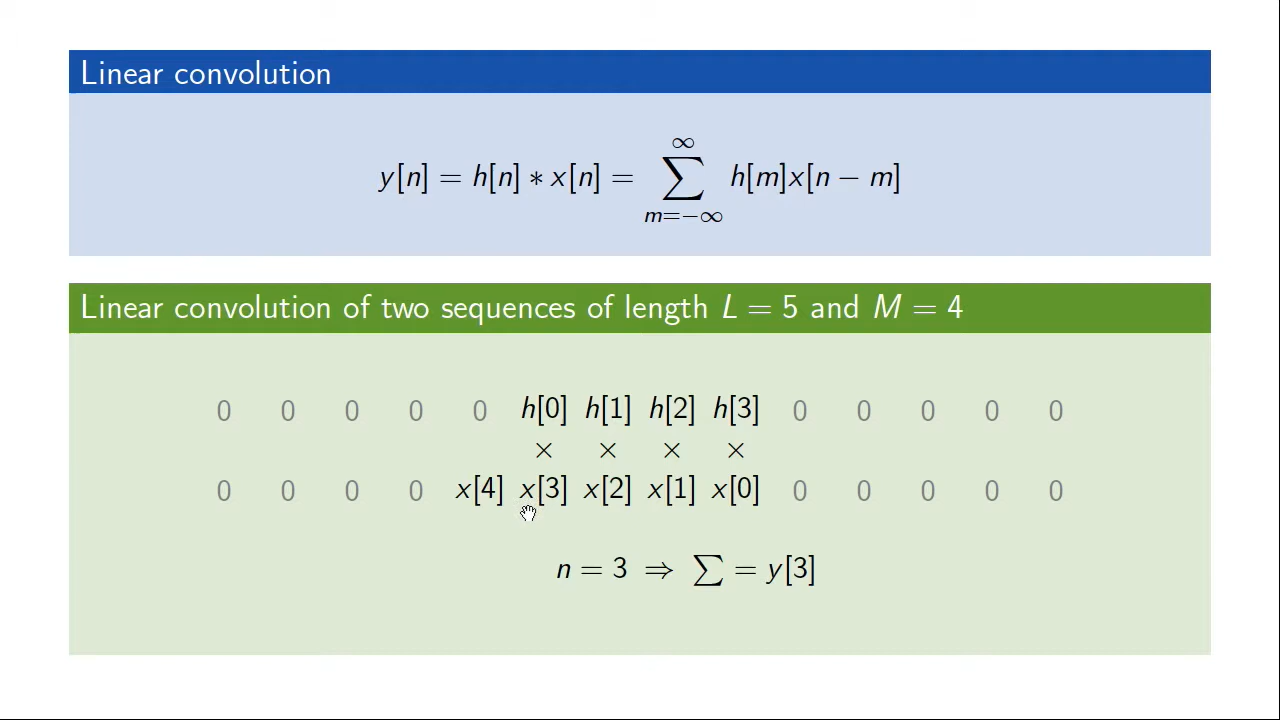 Linear convolution
y[n] = h[n] ∗ x[n] = ∑_{m=−∞}^{∞} h[m]x[n − m]
Linear convolution of two sequences of length L = 5 and M = 4
0 0 0 0 0 h[0] h[1] h[2] h[3] 0 0 0 0 0
× × × ×
0 0 0 0 x[4] x[3] x[2] x[1] x[0] 0 0 0 0 0
n = 3 ⇒ ∑ = y[3]